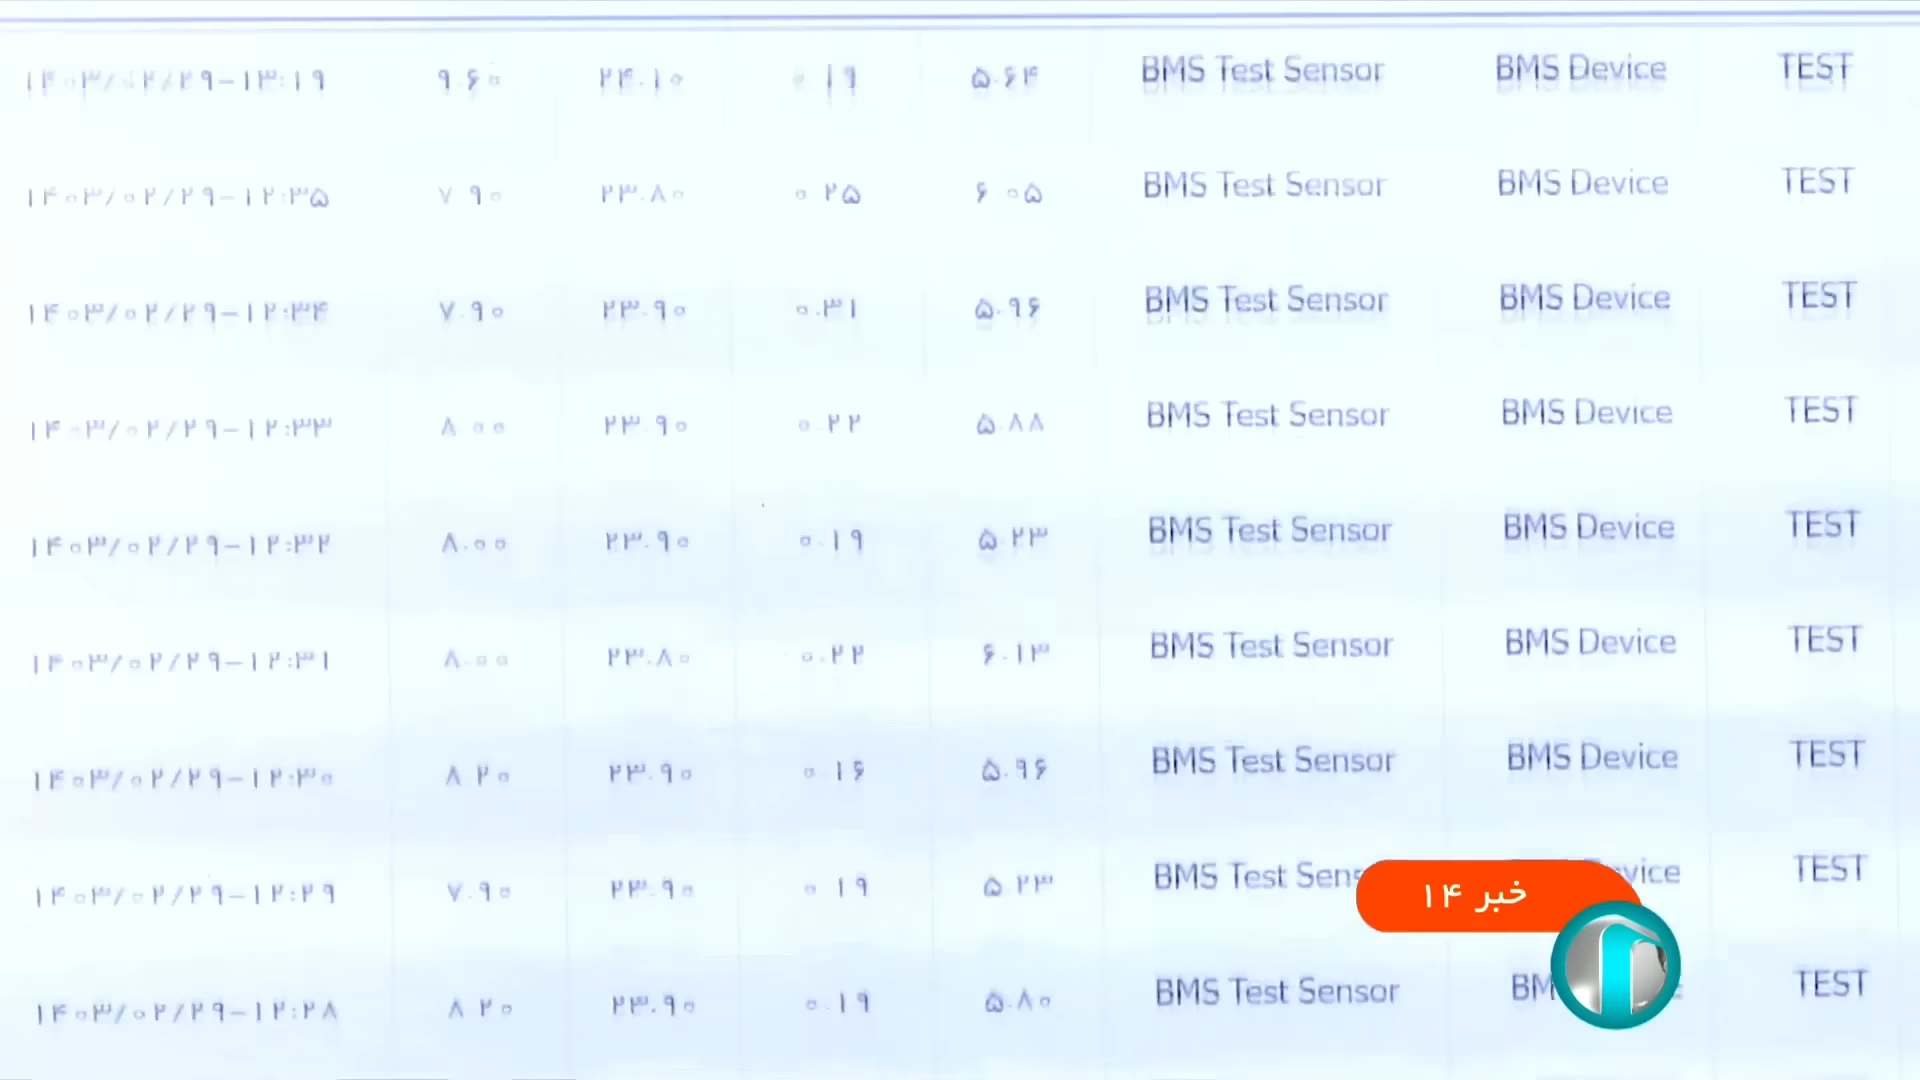 ۱۴۰۳/۰۲/۲۹-۱۳:۱۹ ۹.۶۰ ۲۴.۱۰ ۰.۱۹ ۵.۶۴ BMS Test Sensor BMS Device TEST
۱۴۰۳/۰۲/۲۹-۱۲:۳۵ ۷.۹۰ ۲۳.۸۰ ۰.۲۵ ۶.۰۵ BMS Test Sensor BMS Device TEST
۱۴۰۳/۰۲/۲۹-۱۲:۳۴ ۷.۹۰ ۲۳.۹۰ ۰.۳۱ ۵.۹۶ BMS Test Sensor BMS Device TEST
۱۴۰۳/۰۲/۲۹-۱۲:۳۳ ۸.۰۰ ۲۳.۹۰ ۰.۲۲ ۵.۸۸ BMS Test Sensor BMS Device TEST
۱۴۰۳/۰۲/۲۹-۱۲:۳۲ ۸.۰۰ ۲۳.۹۰ ۰.۱۹ ۵.۲۳ BMS Test Sensor BMS Device TEST
۱۴۰۳/۰۲/۲۹-۱۲:۳۱ ۸.۰۰ ۲۳.۸۰ ۰.۲۲ ۶.۱۳ BMS Test Sensor BMS Device TEST
۱۴۰۳/۰۲/۲۹-۱۲:۳۰ ۸.۲۰ ۲۳.۹۰ ۰.۱۶ ۵.۹۶ BMS Test Sensor BMS Device TEST
۱۴۰۳/۰۲/۲۹-۱۲:۲۹ ۷.۹۰ ۲۳.۹۰ ۰.۱۹ ۵.۲۳ BMS Test TEST
خبر ۱۴
۱۴۰۳/۰۲/۲۹-۱۲:۲۸ ۸.۲۰ ۲۳.۹۰ ۰.۱۹ ۵.۸۰ BMS Test Sensor TEST